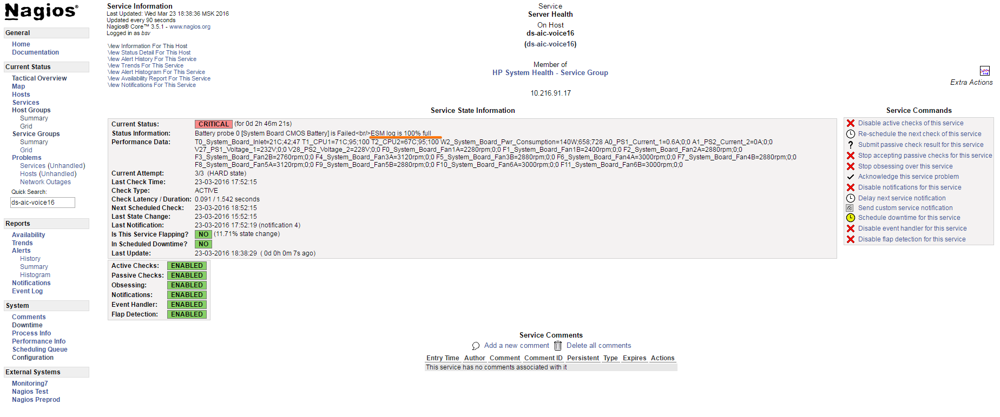 Nagios®
General
Home
Documentation
Current Status
Tactical Overview
Map
Hosts
Services
Host Groups
Summary
Grid
Service Groups
Summary
Grid
Problems
Services (Unhandled)
Hosts (Unhandled)
Network Outages
Quick Search:
ds-aic-voice16
Reports
Availability
Trends
Alerts
History
Summary
Histogram
Notifications
Event Log
System
Comments
Downtime
Process Info
Performance Info
Scheduling Queue
Configuration
External Systems
Monitoring7
Nagios Test
Nagios Preprod
Service Information
Last Updated: Wed Mar 23 18:38:36 MSK 2016
Updated every 90 seconds
Nagios® Core™ 3.5.1 - www.nagios.org
Logged in as bsv
View Information For This Host
View Status Detail For This Host
View Alert History For This Service
View Trends For This Service
View Alert Histogram For This Service
View Availability Report For This Service
View Notifications For This Service
Service
Server Health
On Host
ds-aic-voice16
(ds-aic-voice16)
Member of
HP System Health - Service Group
10.216.91.17
rrd
Extra Actions
Service State Information
Current Status: CRITICAL (for 0d 2h 46m 21s)
Status Information: Battery probe 0 [System Board CMOS Battery] is Failed<br/>ESM log is 100% full
Performance Data: T0_System_Board_Inlet=21C;42;47 T1_CPU1=71C;95;100 T2_CPU2=67C;95;100 W2_System_Board_Pwr_Consumption=140W;658;728 A0_PS1_Current_1=0.6A;0;0 A1_PS2_Current_2=0A;0;0
V27_PS1_Voltage_1=232V;0;0 V28_PS2_Voltage_2=228V;0;0 F0_System_Board_Fan1A=2280rpm;0;0 F1_System_Board_Fan1B=2400rpm;0;0 F2_System_Board_Fan2A=2880rpm;0;0
F3_System_Board_Fan2B=2760rpm;0;0 F4_System_Board_Fan3A=3120rpm;0;0 F5_System_Board_Fan3B=2880rpm;0;0 F6_System_Board_Fan4A=3000rpm;0;0 F7_System_Board_Fan4B=2880rpm;0;0
F8_System_Board_Fan5A=3120rpm;0;0 F9_System_Board_Fan5B=2880rpm;0;0 F10_System_Board_Fan6A=3000rpm;0;0 F11_System_Board_Fan6B=3000rpm;0;0
Current Attempt: 3/3 (HARD state)
Last Check Time: 23-03-2016 17:52:15
Check Type: ACTIVE
Check Latency / Duration: 0.091 / 1.542 seconds
Next Scheduled Check: 23-03-2016 18:52:15
Last State Change: 23-03-2016 15:52:15
Last Notification: 23-03-2016 17:52:19 (notification 4)
Is This Service Flapping? NO (11.71% state change)
In Scheduled Downtime? NO
Last Update: 23-03-2016 18:38:29 ( 0d 0h 0m 7s ago)
Active Checks: ENABLED
Passive Checks: ENABLED
Obsessing: ENABLED
Notifications: ENABLED
Event Handler: ENABLED
Flap Detection: ENABLED
Service Commands
Disable active checks of this service
Re-schedule the next check of this service
Submit passive check result for this service
Stop accepting passive checks for this service
Stop obsessing over this service
Acknowledge this service problem
Disable notifications for this service
Delay next service notification
Send custom service notification
Schedule downtime for this service
Disable event handler for this service
Disable flap detection for this service
Service Comments
Add a new comment Delete all comments
Entry Time Author Comment Comment ID Persistent Type Expires Actions
This service has no comments associated with it